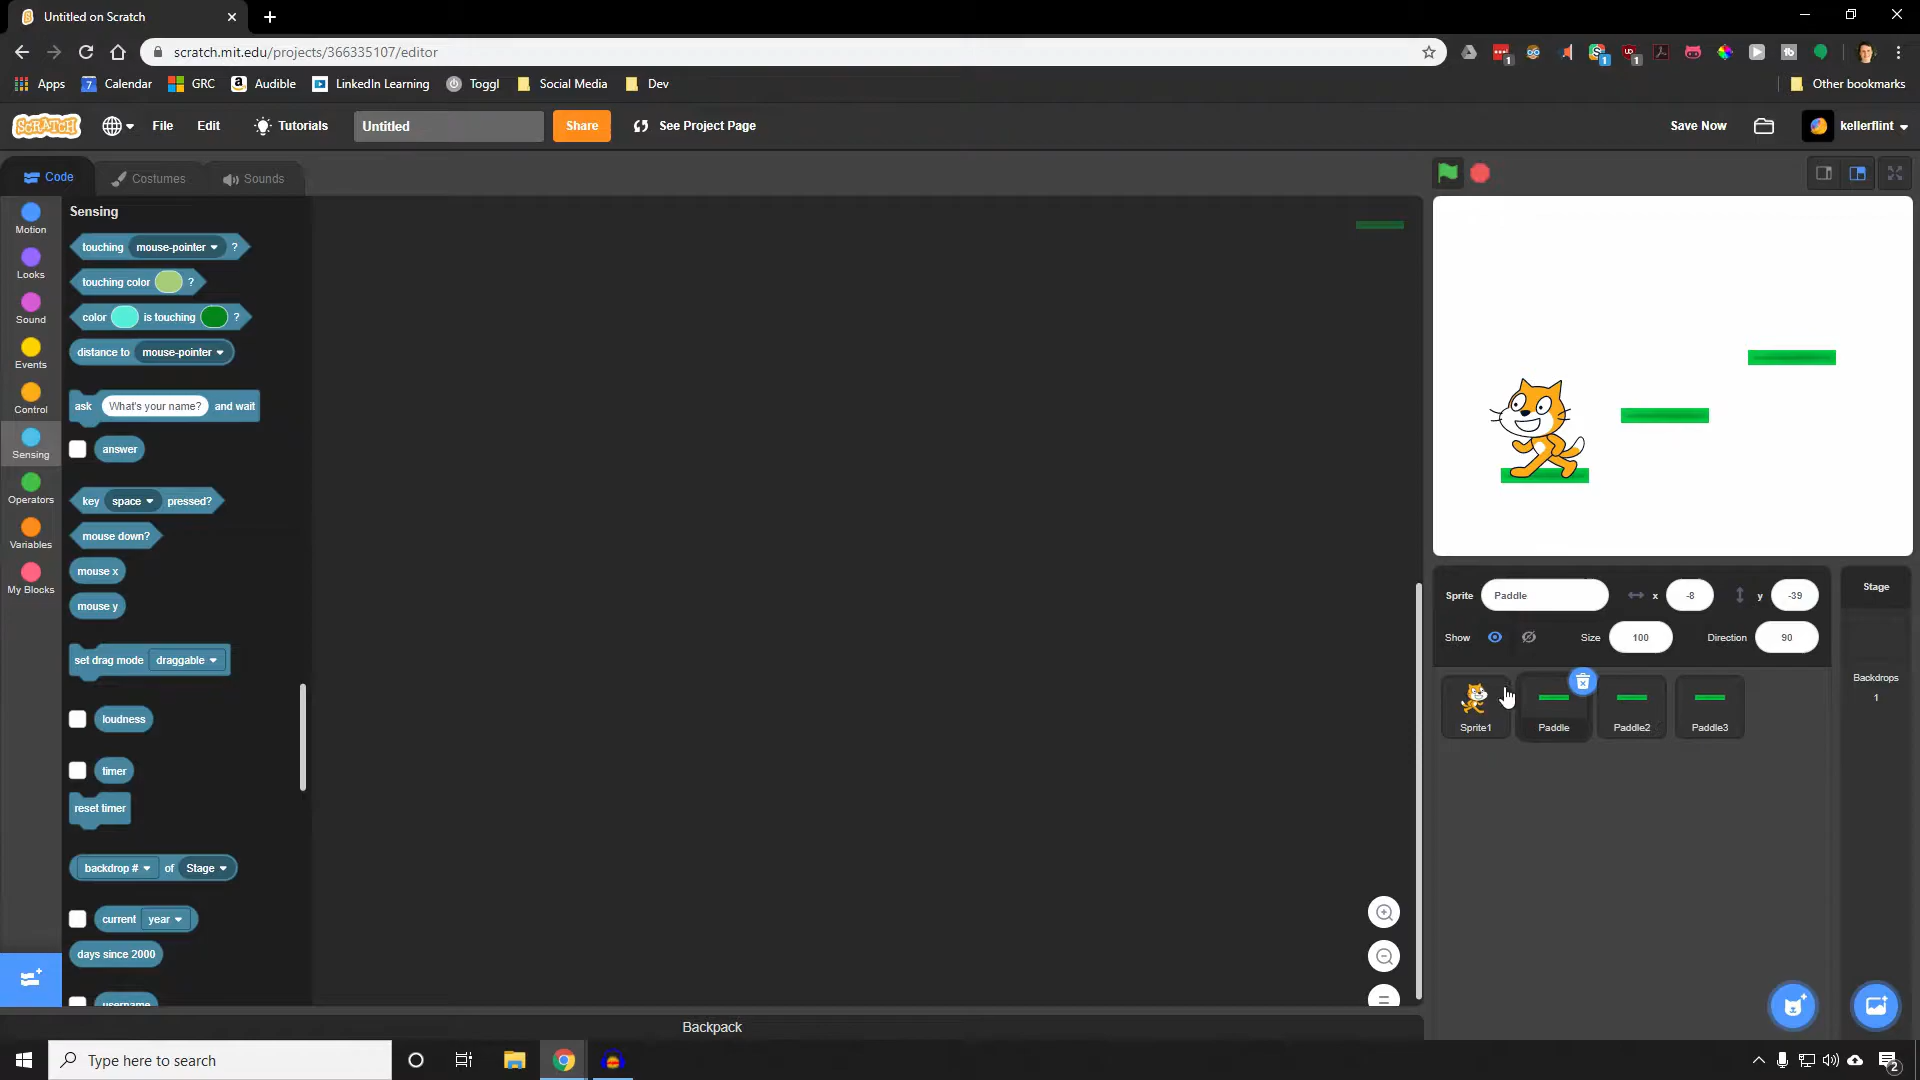 Untitled on Scratch
scratch.mit.edu/projects/366335107/editor
Apps
7 Calendar
GRC
Audible
LinkedIn Learning
Toggl
Social Media
Dev
Other bookmarks
SCRATCH
File
Edit
Tutorials
Untitled
Share
See Project Page
Save Now
kellerflint
Code
Costumes
Sounds
Motion
Looks
Sound
Events
Control
Sensing
Operators
Variables
My Blocks
Sensing
touching mouse-pointer ?
touching color ?
color is touching ?
distance to mouse-pointer
ask What's your name? and wait
answer
key space pressed?
mouse down?
mouse x
mouse y
set drag mode draggable
loudness
timer
reset timer
backdrop # of Stage
current year
days since 2000
username
Backpack
Sprite Paddle x -8 y -39
Show Size 100 Direction 90
Sprite1
Paddle
Paddle2
Paddle3
Stage
Backdrops
1
Type here to search
2